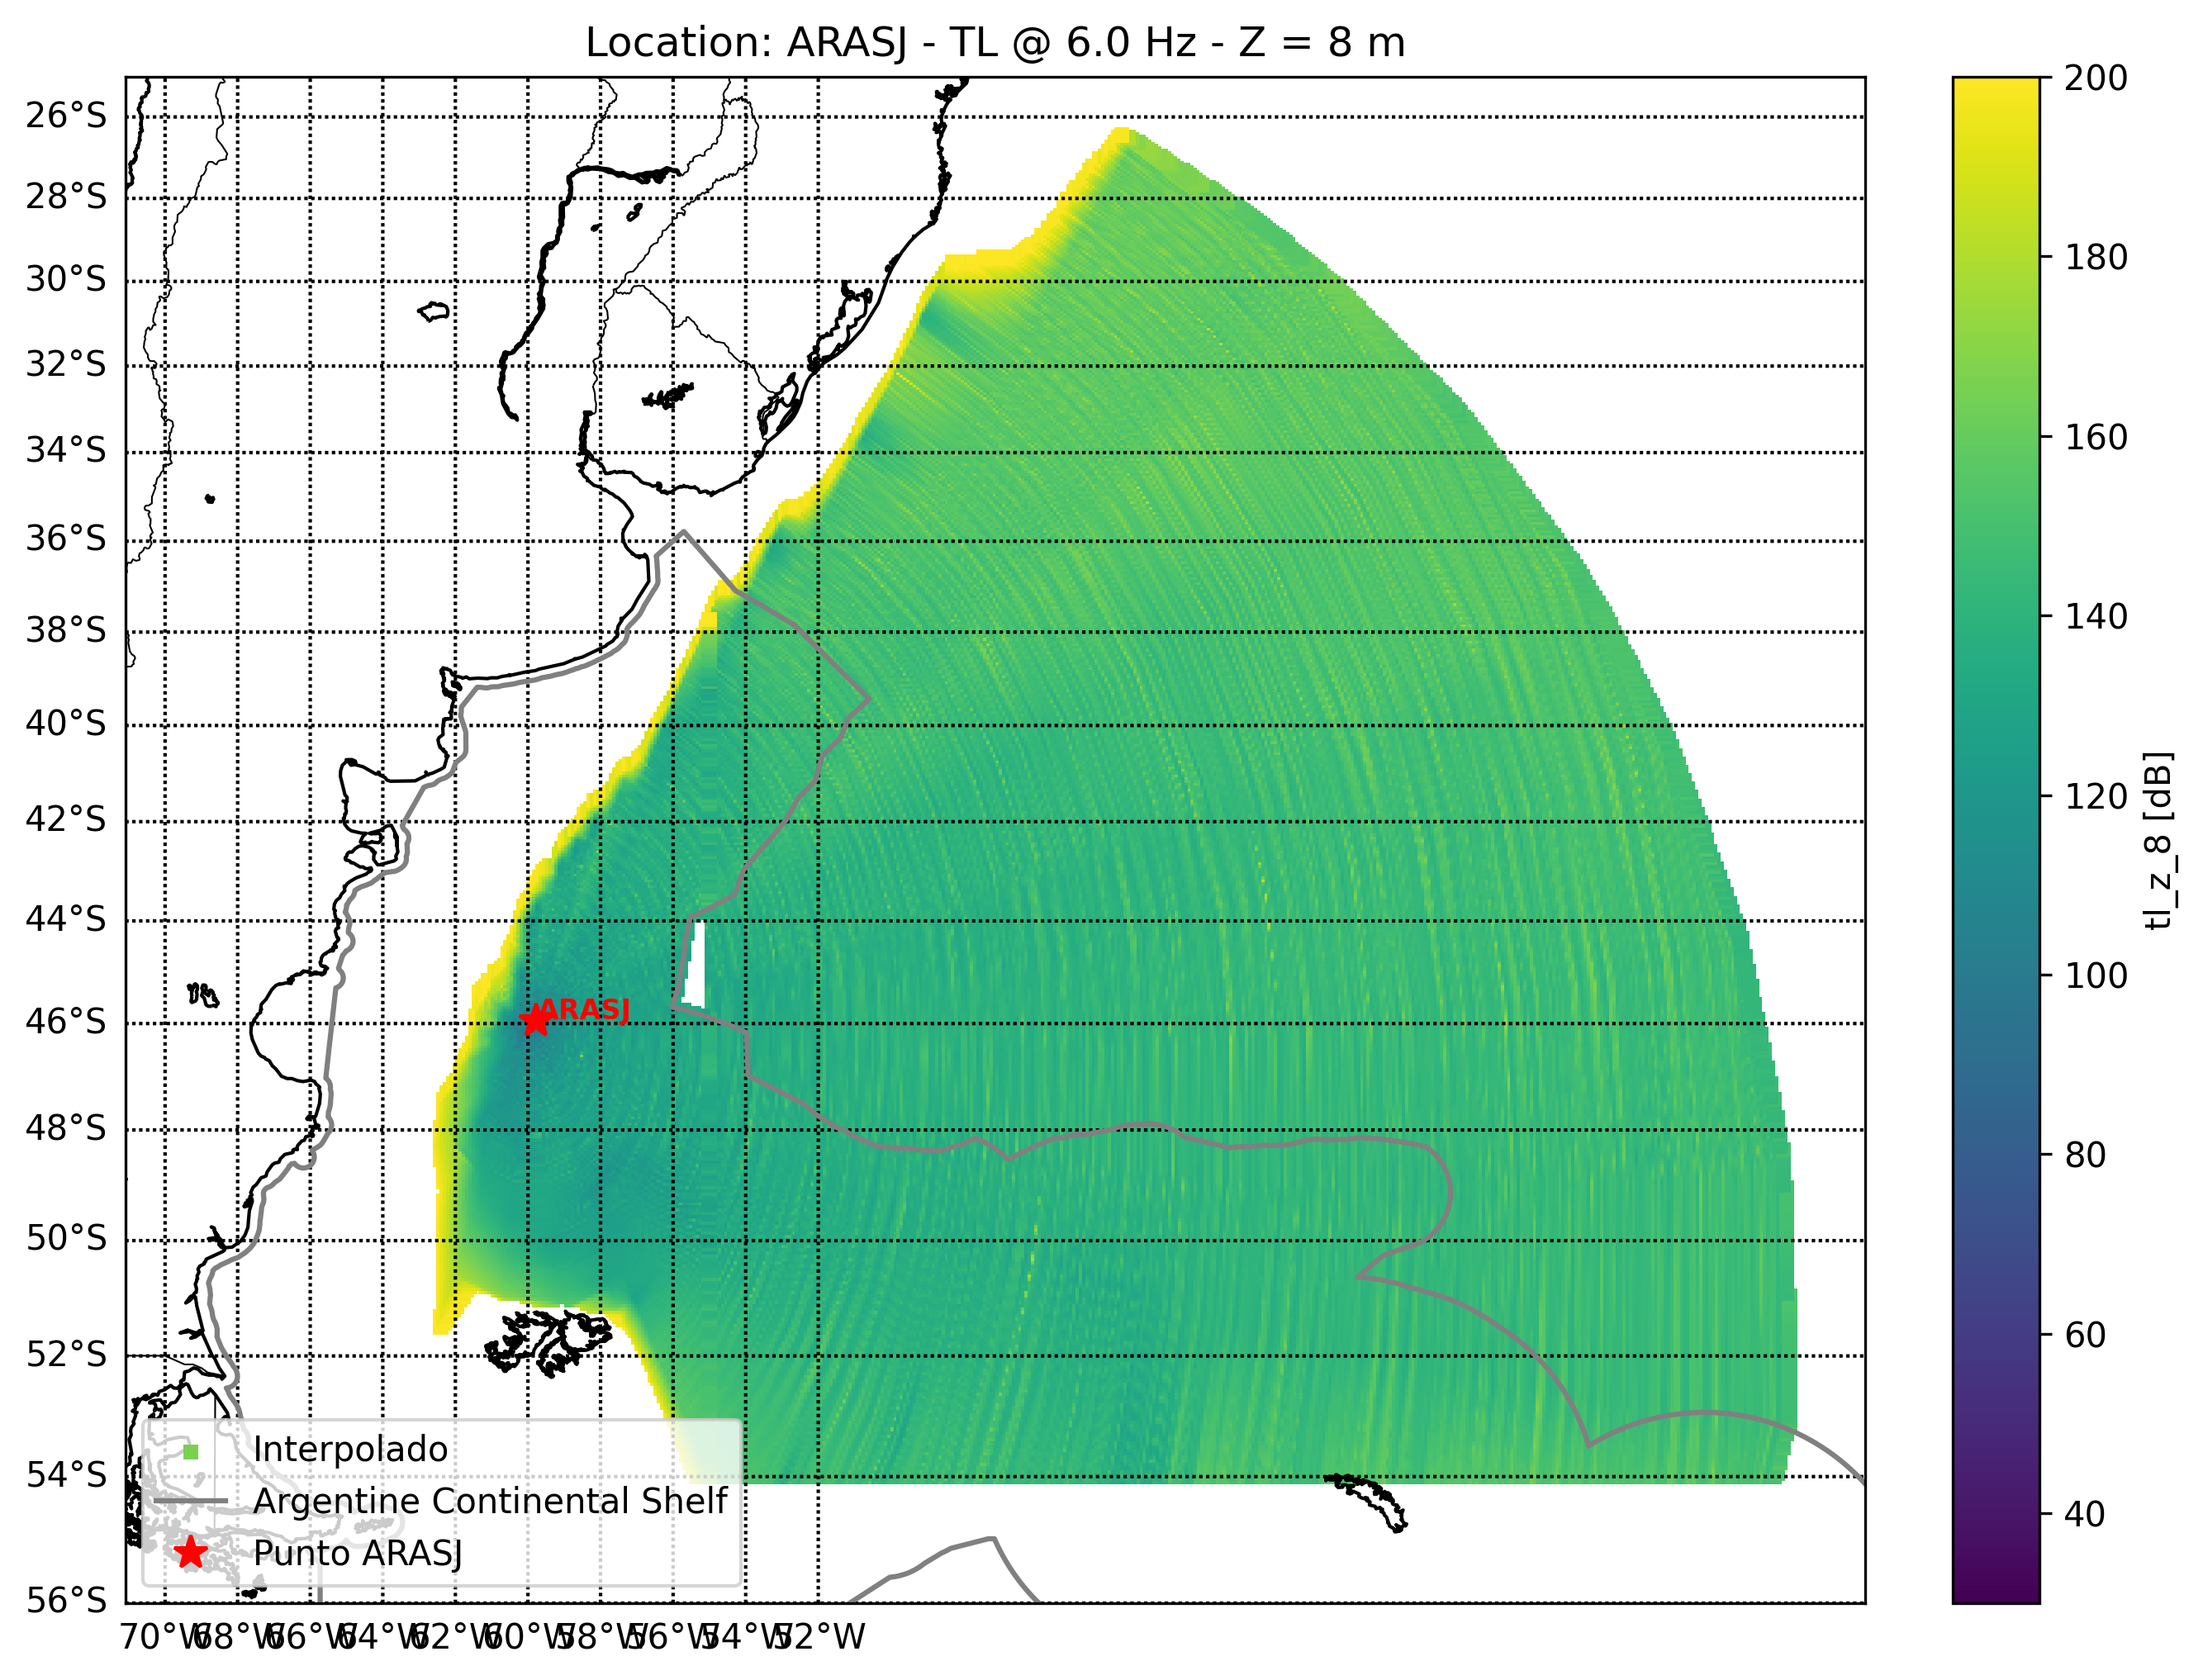 Location: ARASJ - TL @ 6.0 Hz - Z = 8 m
26°S
28°S
30°S
32°S
34°S
36°S
38°S
40°S
42°S
44°S
46°S
48°S
50°S
52°S
54°S
56°S
70°W 68°W 66°W 64°W 62°W 60°W 58°W 56°W 54°W 52°W
ARASJ
Interpolado
Argentine Continental Shelf
Punto ARASJ
200
180
160
140
120
100
80
60
40
tl_z_8 [dB]